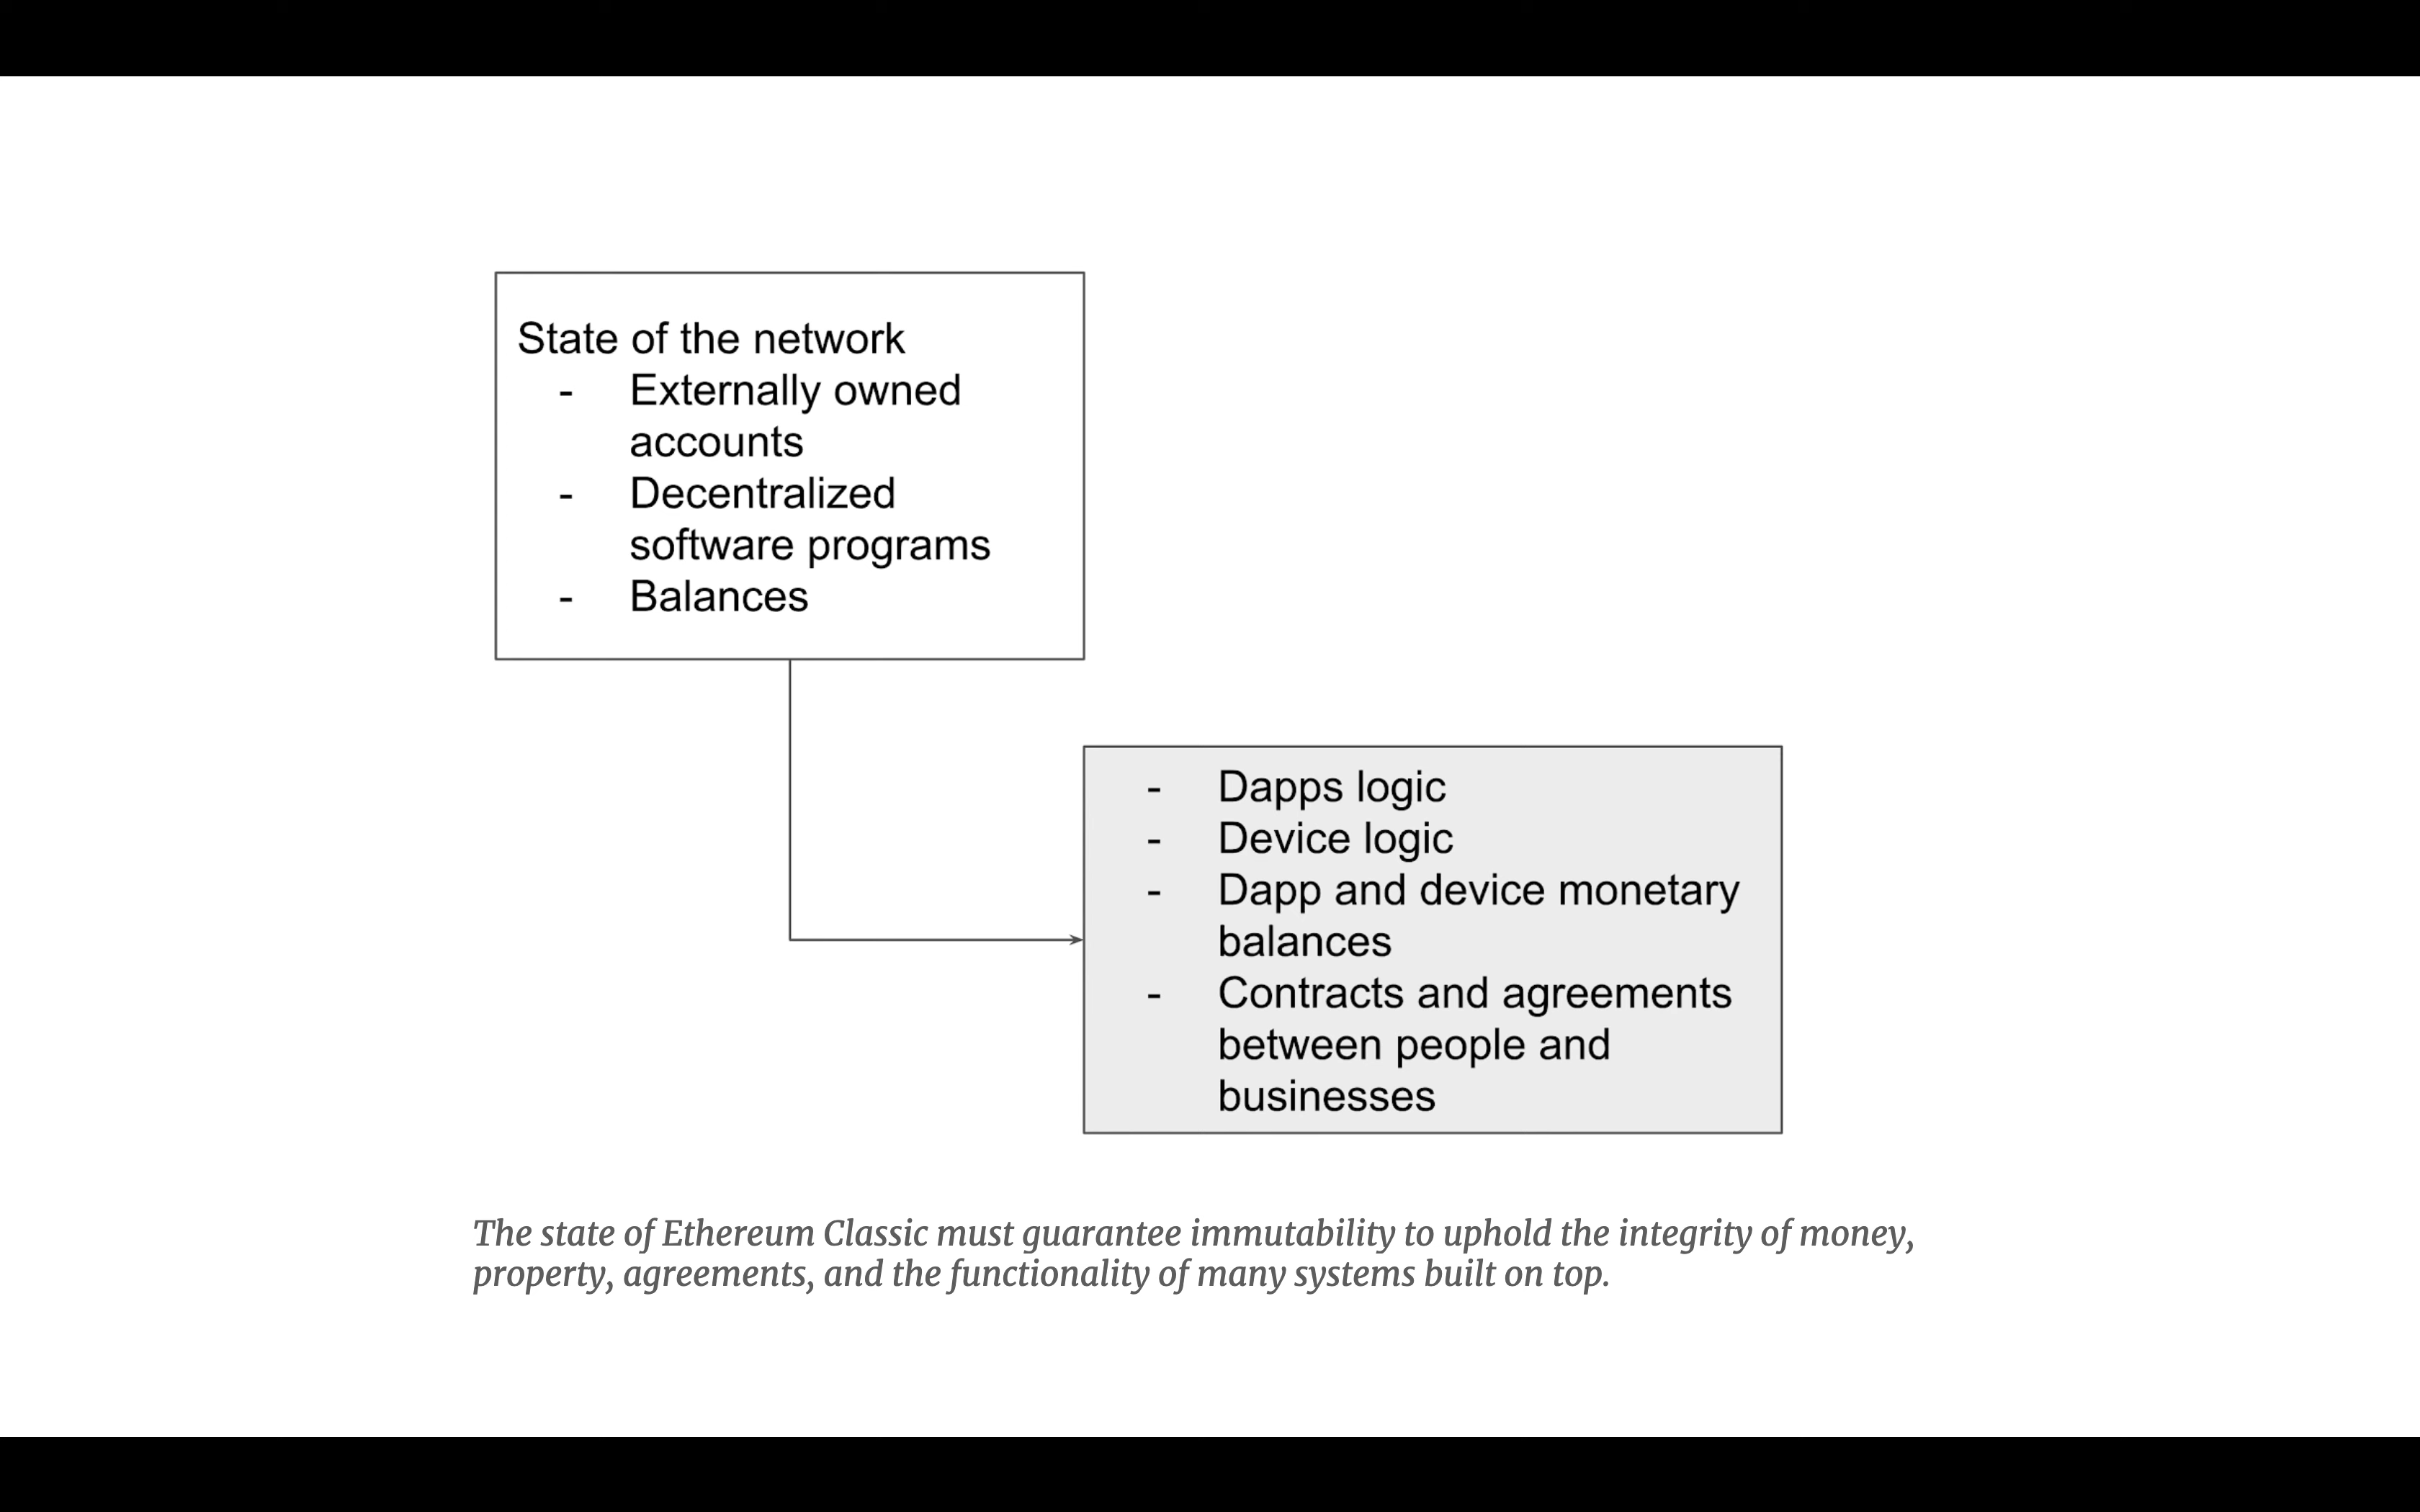 State of the network
- Externally owned
accounts
- Decentralized
software programs
- Balances
- Dapps logic
- Device logic
- Dapp and device monetary
balances
- Contracts and agreements
between people and
businesses
The state of Ethereum Classic must guarantee immutability to uphold the integrity of money,
property, agreements, and the functionality of many systems built on top.